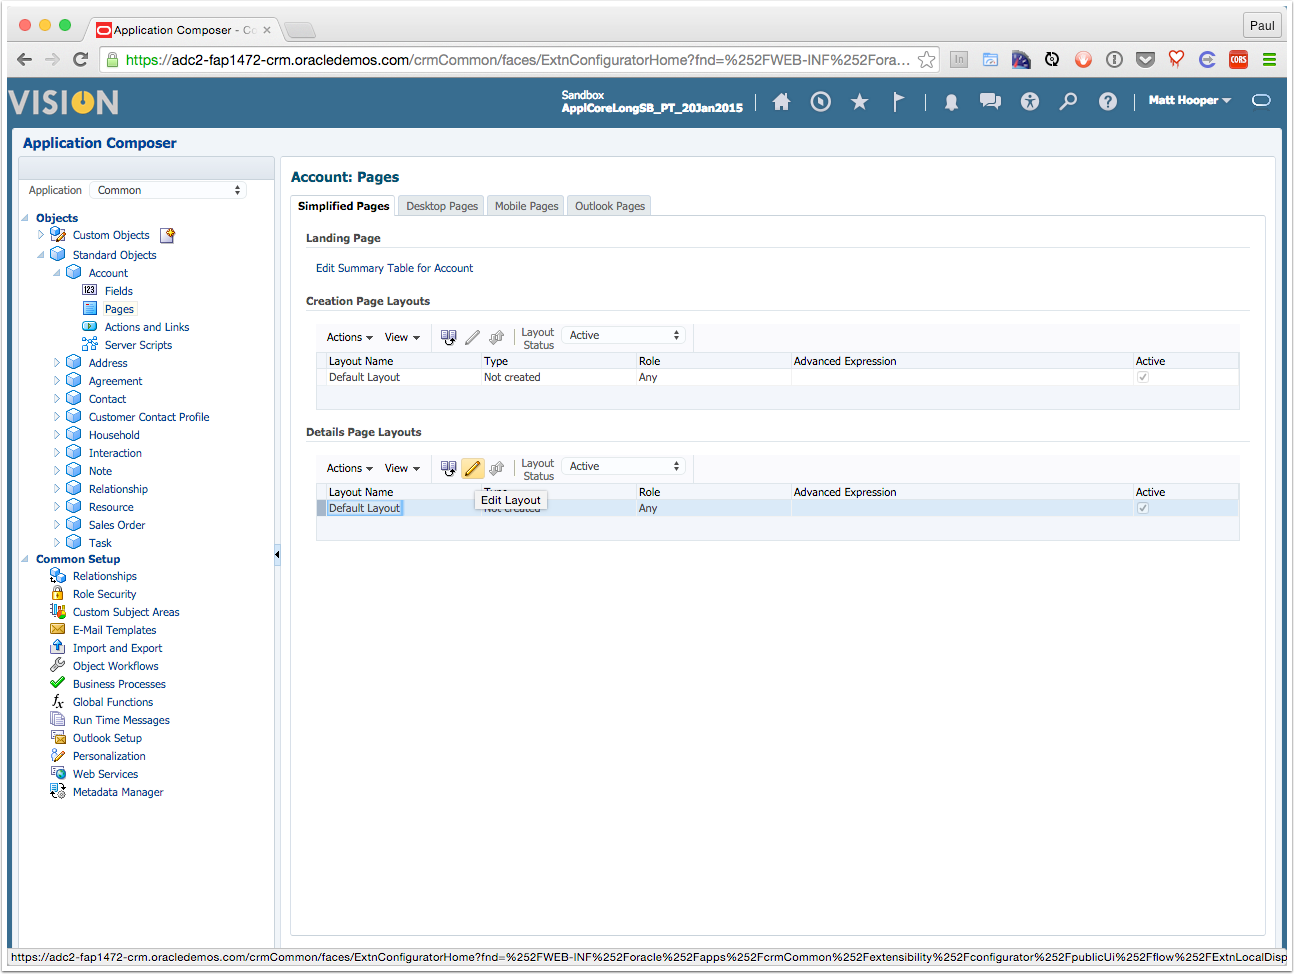 Application Composer - Co
Paul
https://adc2-fap1472-crm.oracledemos.com/crmCommon/faces/ExtnConfiguratorHome?fnd=%252FWEB-INF%252Fora...
In
CORS
VISION
Sandbox
ApplCoreLongSB_PT_20Jan2015
Matt Hooper
Application Composer
Application Common
Objects
Custom Objects
Standard Objects
Account
123 Fields
Pages
Actions and Links
Server Scripts
Address
Agreement
Contact
Customer Contact Profile
Household
Interaction
Note
Relationship
Resource
Sales Order
Task
Common Setup
Relationships
Role Security
Custom Subject Areas
E-Mail Templates
Import and Export
Object Workflows
Business Processes
fx Global Functions
Run Time Messages
Outlook Setup
Personalization
Web Services
Metadata Manager
Account: Pages
Simplified Pages Desktop Pages Mobile Pages Outlook Pages
Landing Page
Edit Summary Table for Account
Creation Page Layouts
Actions View Layout Status Active
Layout Name Type Role Advanced Expression Active
Default Layout Not created Any
Details Page Layouts
Actions View Layout Status Active
Layout Name Type Role Advanced Expression Active
Edit Layout
Default Layout Not created Any
https://adc2-fap1472-crm.oracledemos.com/crmCommon/faces/ExtnConfiguratorHome?fnd=%252FWEB-INF%252Foracle%252Fapps%252FcrmCommon%252Fextensibility%252Fconfigurator%252FpublicUi%252Fflow%252FExtnLocalDisp